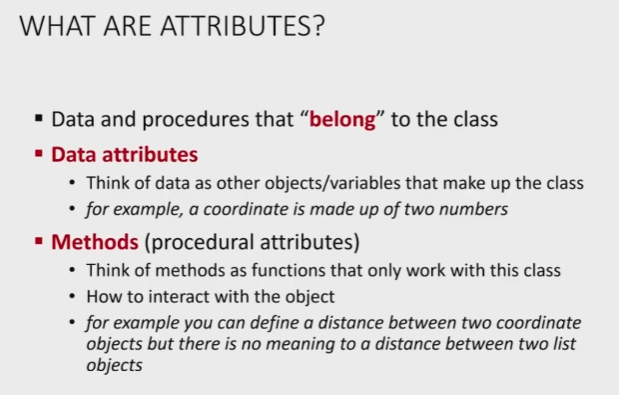 WHAT ARE ATTRIBUTES?
▪ Data and procedures that “belong” to the class
▪ Data attributes
• Think of data as other objects/variables that make up the class
• for example, a coordinate is made up of two numbers
▪ Methods (procedural attributes)
• Think of methods as functions that only work with this class
• How to interact with the object
• for example you can define a distance between two coordinate
objects but there is no meaning to a distance between two list
objects